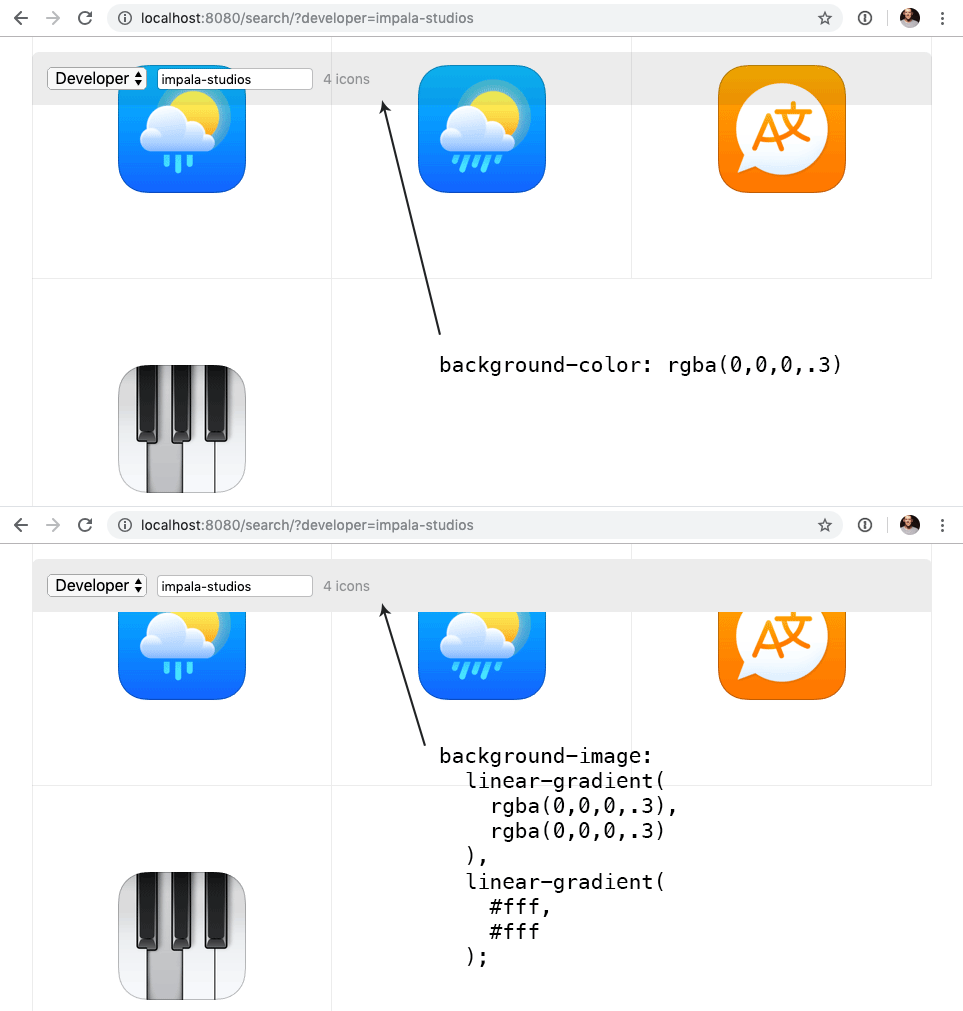 localhost:8080/search/?developer=impala-studios
Developer impala-studios 4 icons
A文
background-color: rgba(0,0,0,.3)
localhost:8080/search/?developer=impala-studios
Developer impala-studios 4 icons
A文
background-image:
linear-gradient(
rgba(0,0,0,.3),
rgba(0,0,0,.3)
),
linear-gradient(
#fff,
#fff
);